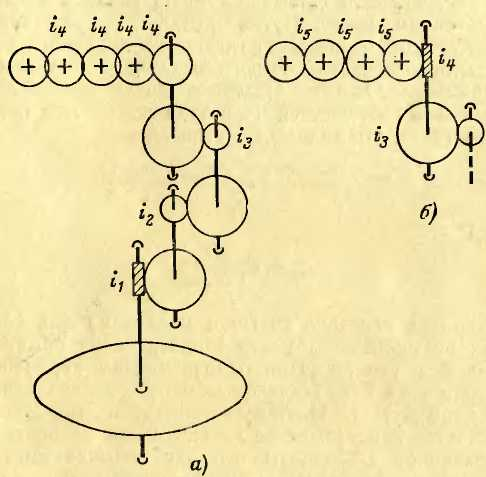 i₄ i₄ i₄ i₄
i₅ i₅ i₅
i₄
i₃
i₃
i₂
б)
i₁
а)